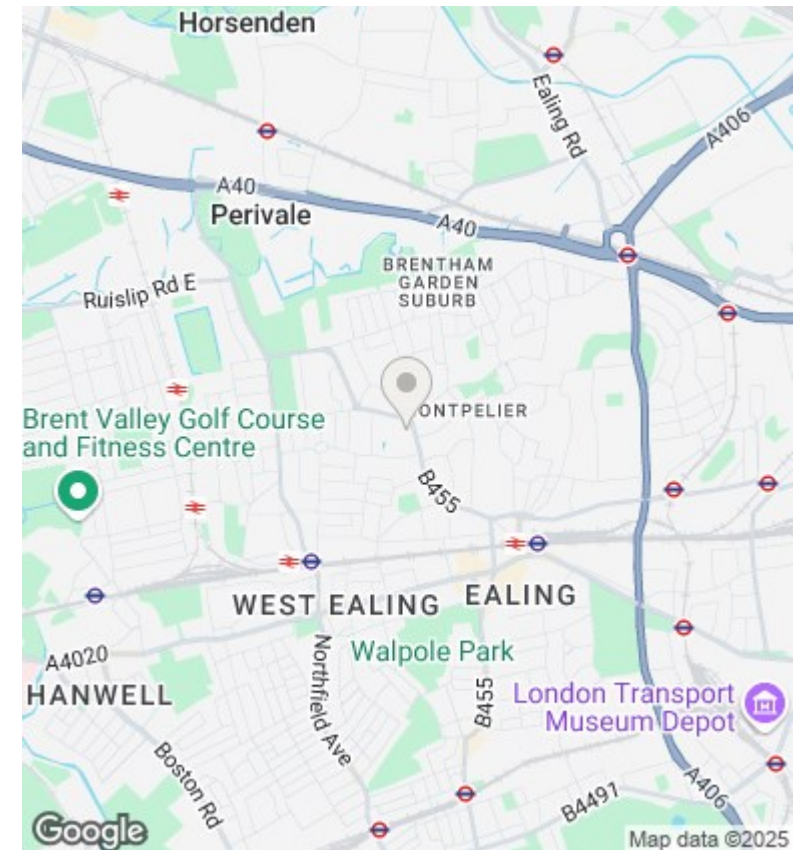 Horsenden
Ealing Rd
A406
A40
Perivale
A40
BRENTHAM
GARDEN
SUBURB
Ruislip Rd E
ONTPELIER
Brent Valley Golf Course
and Fitness Centre
B455
WEST EALING
EALING
Walpole Park
A4020
HANWELL
Northfield Ave
B455
London Transport
Museum Depot
Boston Rd
A406
B4491
Google
Map data ©2025